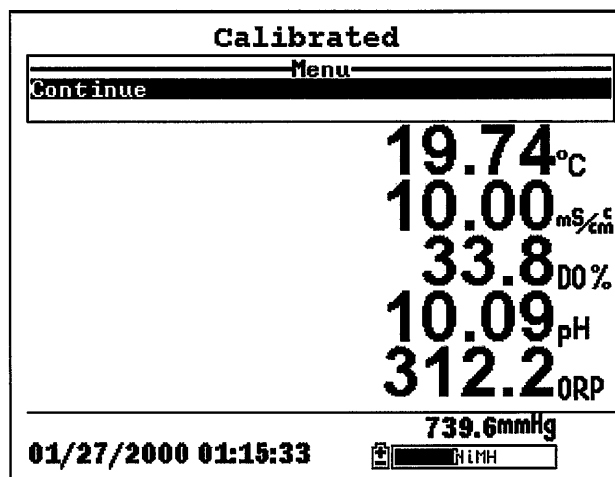 Calibrated
Menu
Continue
19.74°C
10.00mS/cm c
33.8DO %
10.09pH
312.2ORP
739.6mmHg
01/27/2000 01:15:33 NiMH